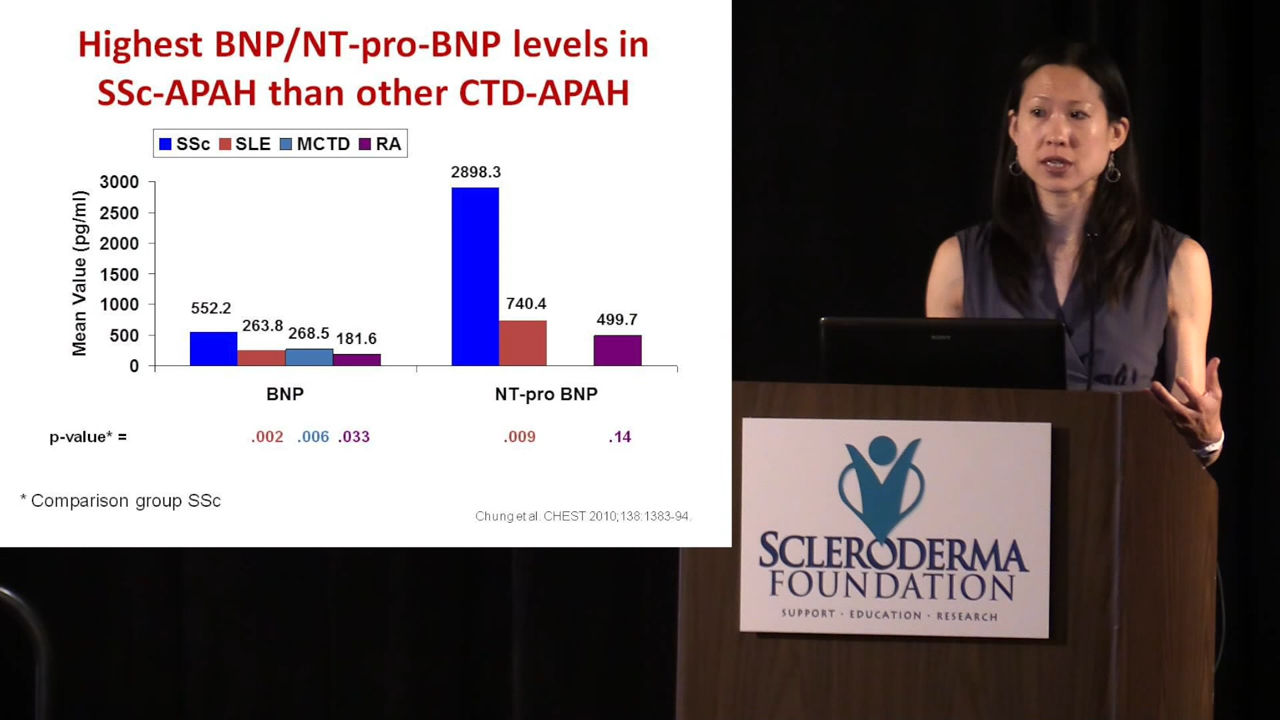 Highest BNP/NT-pro-BNP levels in
SSc-APAH than other CTD-APAH
SSc SLE MCTD RA
Mean Value (pg/ml)
3000
2500
2000
1500
1000
500
0
552.2
263.8
268.5
181.6
2898.3
740.4
499.7
BNP NT-pro BNP
p-value* = .002 .006 .033 .009 .14
* Comparison group SSc
Chung et al. CHEST 2010;138:1383-94.
SONY
SCLERODERMA
FOUNDATION
SUPPORT · EDUCATION · RESEARCH